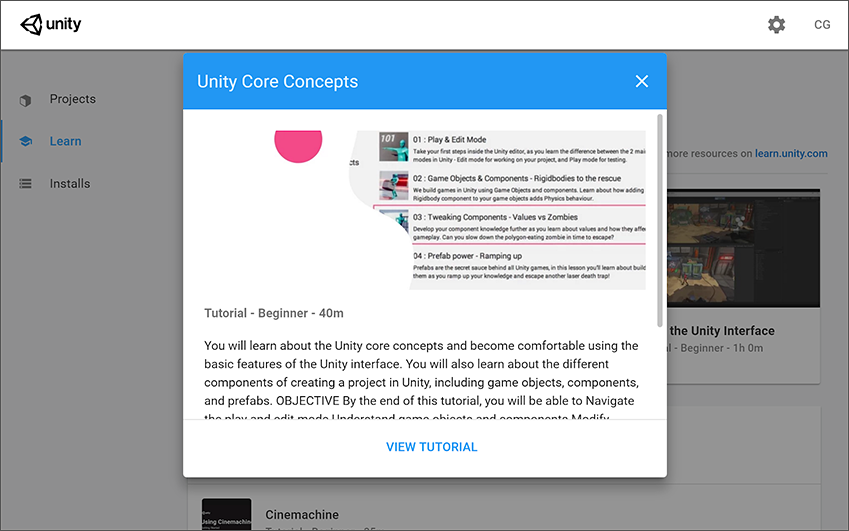 unity
CG
Projects
Learn
Installs
Unity Core Concepts
more resources on learn.unity.com
101
01 : Play & Edit Mode
Take your first steps inside the Unity editor, as you learn the difference between the 2 mai
modes in Unity - Edit mode for working on your project, and Play mode for testing.
cts
02 : Game Objects & Components - Rigidbodies to the rescue
We build games in Unity using Game Objects and components. Learn about how adding
Rigidbody component to your game objects adds Physics behaviour.
03 : Tweaking Components - Values vs Zombies
Develop your component knowledge further as you learn about values and how they affec
gameplay. Can you slow down the polygon-eating zombie in time to escape?
04 : Prefab power - Ramping up
Prefabs are the secret sauce behind all Unity games, in this lesson you'll learn about build
them as you ramp up your knowledge and escape another laser death trap!
Tutorial - Beginner - 40m
the Unity Interface
al - Beginner - 1h 0m
You will learn about the Unity core concepts and become comfortable using the
basic features of the Unity interface. You will also learn about the different
components of creating a project in Unity, including game objects, components,
and prefabs. OBJECTIVE By the end of this tutorial, you will be able to Navigate
the play and edit mode Understand game objects and components Modify
VIEW TUTORIAL
Using Cinemachine
Cinemachine
Tutorial - Beginner -